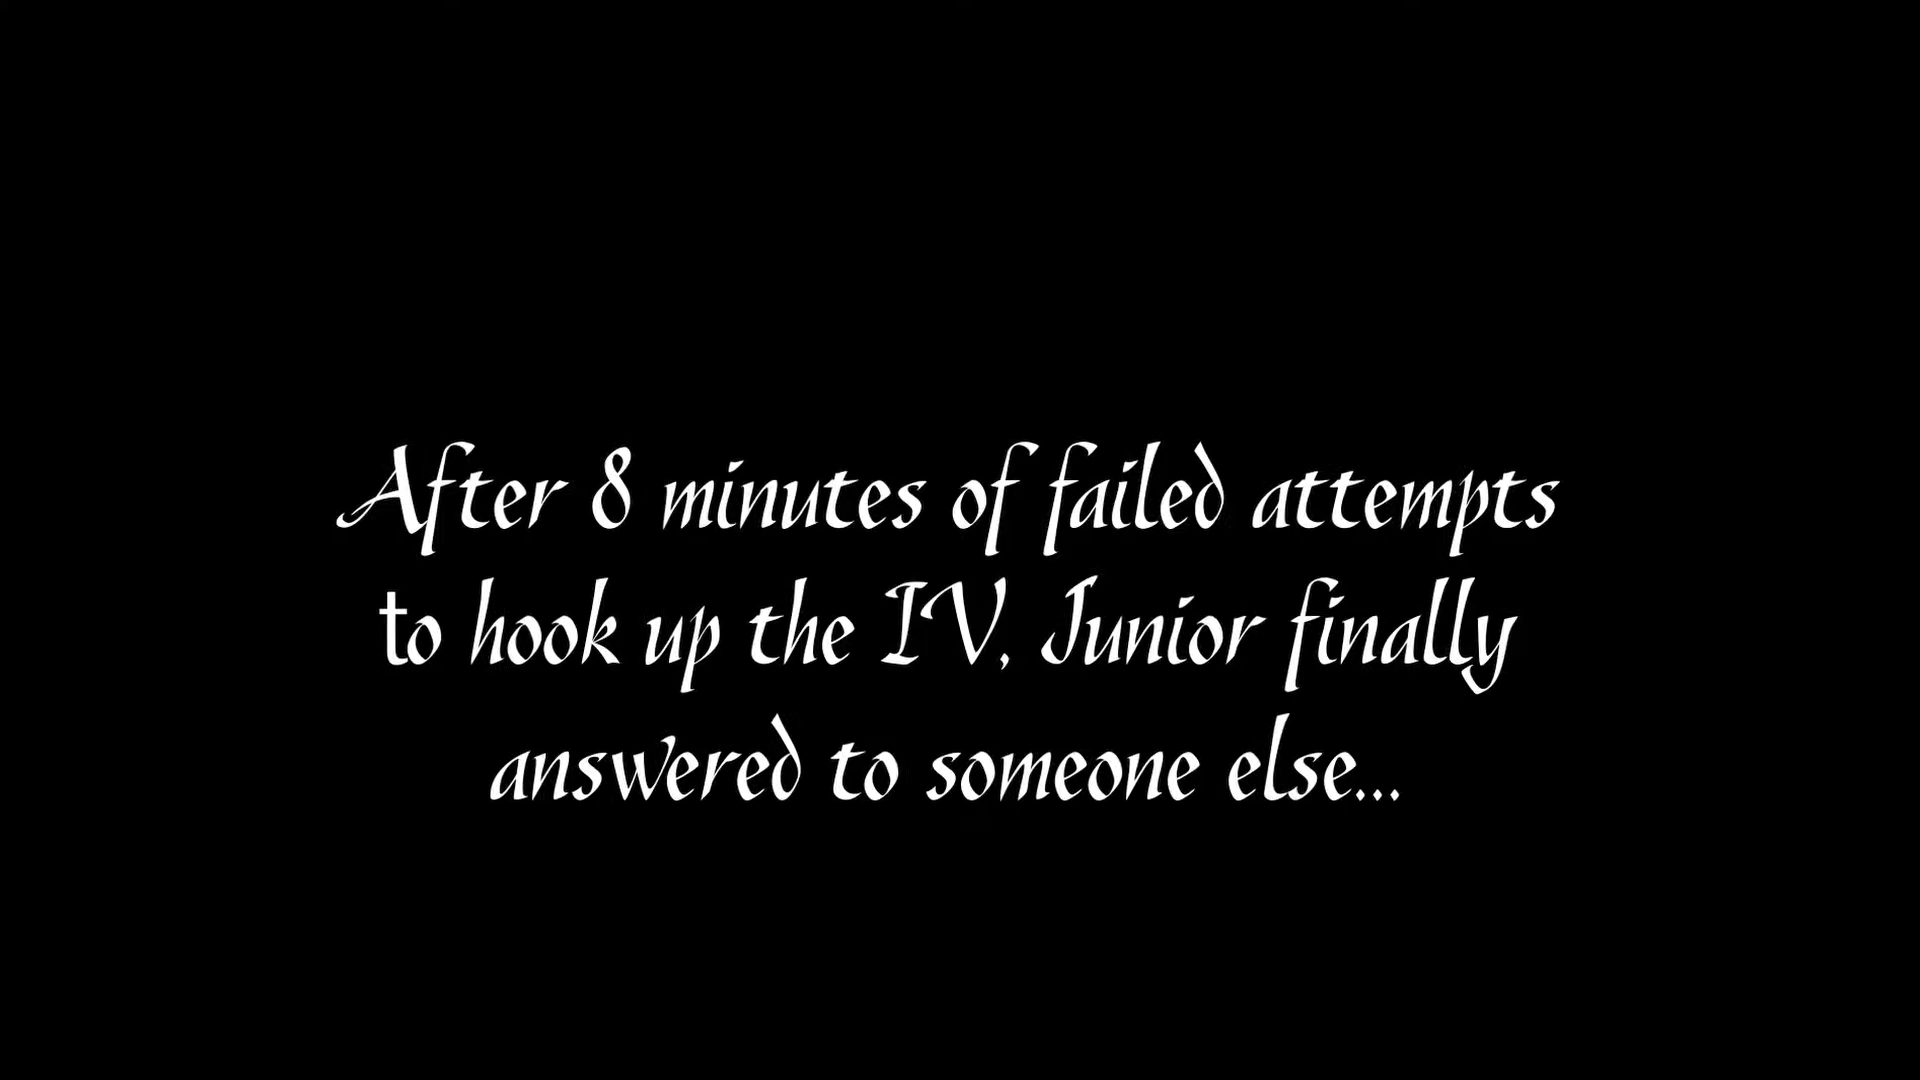 After 8 minutes of failed attempts
to hook up the IV, Junior finally
answered to someone else...